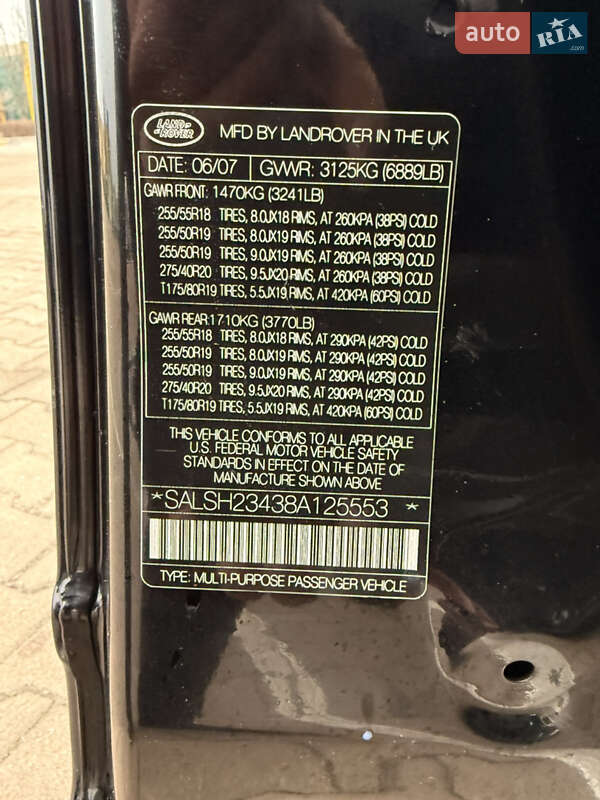 auto RIA .com
LAND ROVER
MFD BY LANDROVER IN THE UK
DATE: 06/07 GVWR: 3125KG (6889LB)
GAWR FRONT: 1470KG (3241LB)
255/55R18 TIRES, 8.0JX18 RIMS, AT 260KPA (38PSI) COLD
255/50R19 TIRES, 8.0JX19 RIMS, AT 260KPA (38PSI) COLD
255/50R19 TIRES, 9.0JX19 RIMS, AT 260KPA (38PSI) COLD
275/40R20 TIRES, 9.5JX20 RIMS, AT 260KPA (38PSI) COLD
T175/80R19 TIRES, 5.5JX19 RIMS, AT 420KPA (60PSI) COLD
GAWR REAR:1710KG (3770LB)
255/55R18 TIRES, 8.0JX18 RIMS, AT 290KPA (42PSI) COLD
255/50R19 TIRES, 8.0JX19 RIMS, AT 290KPA (42PSI) COLD
255/50R19 TIRES, 9.0JX19 RIMS, AT 290KPA (42PSI) COLD
275/40R20 TIRES, 9.5JX20 RIMS, AT 290KPA (42PSI) COLD
T175/80R19 TIRES, 5.5JX19 RIMS, AT 420KPA (60PSI) COLD
THIS VEHICLE CONFORMS TO ALL APPLICABLE
U.S. FEDERAL MOTOR VEHICLE SAFETY
STANDARDS IN EFFECT ON THE DATE OF
MANUFACTURE SHOWN ABOVE
*SALSH23438A125553 *
TYPE: MULTI-PURPOSE PASSENGER VEHICLE